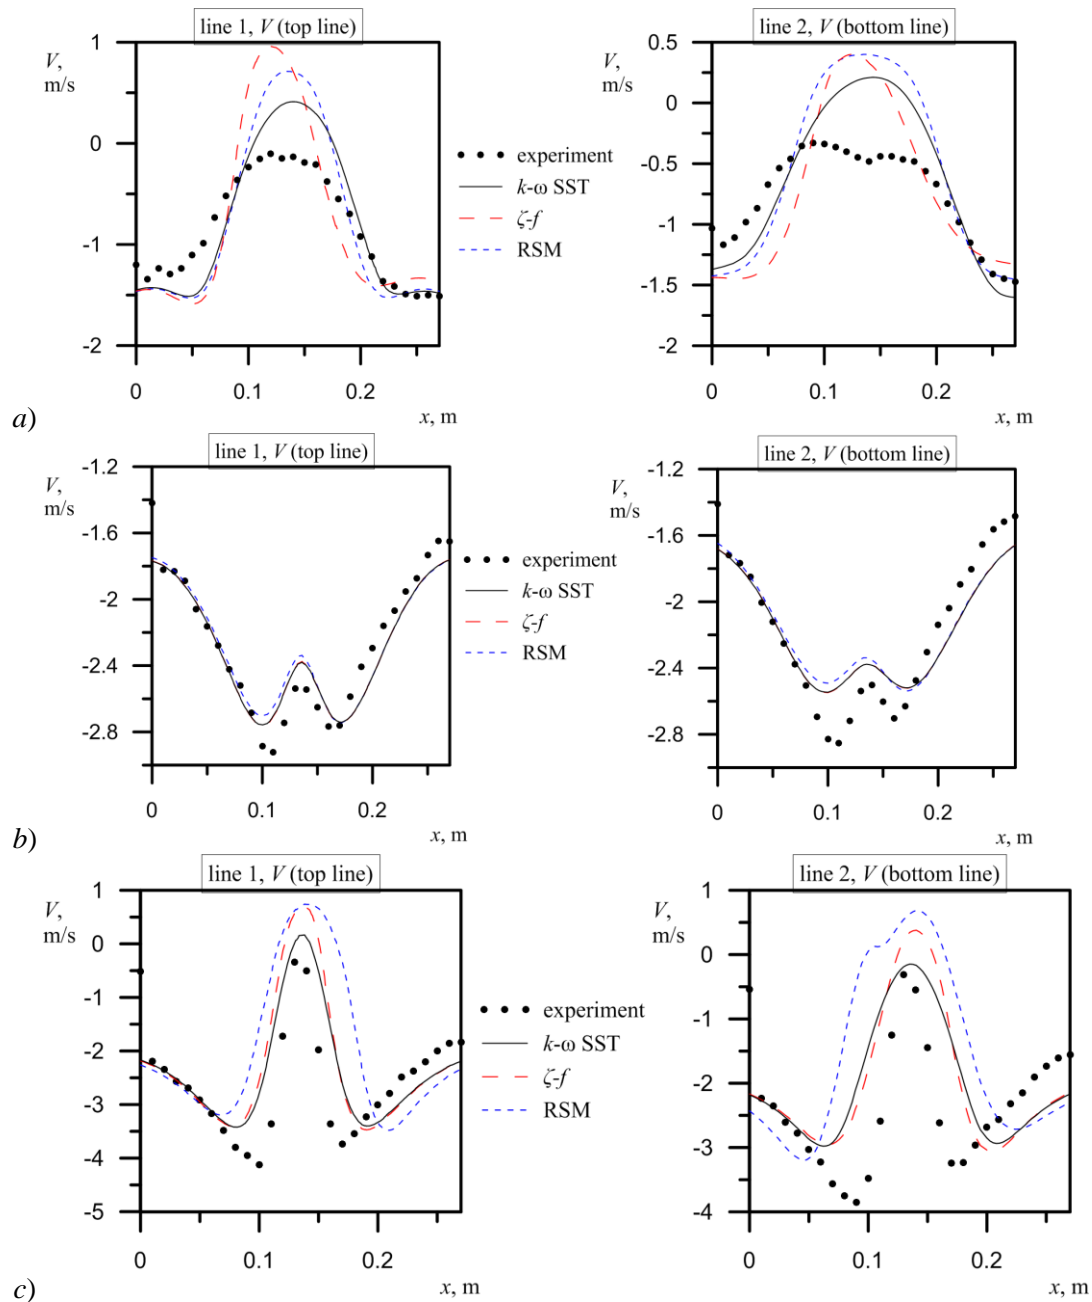 line 1, V (top line)
V,
m/s
1
0
-1
-2
0
0.1
0.2
x, m
experiment
k-ω SST
ζ-f
RSM
line 2, V (bottom line)
V,
m/s
0.5
0
-0.5
-1
-1.5
-2
0
0.1
0.2
x, m
a)
line 1, V (top line)
V,
m/s
-1.2
-1.6
-2
-2.4
-2.8
0
0.1
0.2
x, m
experiment
k-ω SST
ζ-f
RSM
line 2, V (bottom line)
V,
m/s
-1.2
-1.6
-2
-2.4
-2.8
0
0.1
0.2
x, m
b)
line 1, V (top line)
V,
m/s
1
0
-1
-2
-3
-4
-5
0
0.1
0.2
x, m
experiment
k-ω SST
ζ-f
RSM
line 2, V (bottom line)
V,
m/s
1
0
-1
-2
-3
-4
0
0.1
0.2
x, m
c)